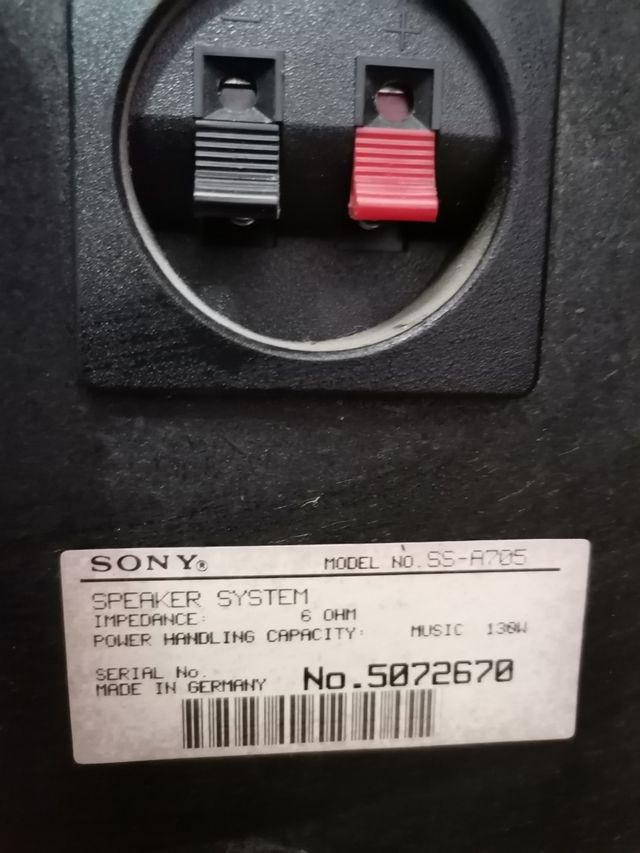 - +
SONY® MODEL NO. SS-A705
SPEAKER SYSTEM
IMPEDANCE: 6 OHM
POWER HANDLING CAPACITY: MUSIC 130W
SERIAL No. No.5072670
MADE IN GERMANY